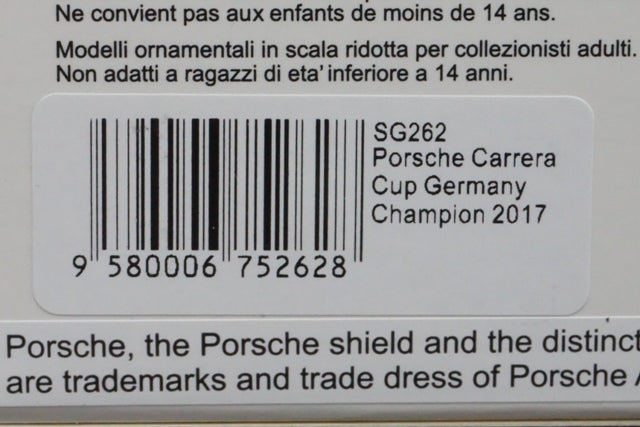 Ne convient pas aux enfants de moins de 14 ans.
Modelli ornamentali in scala ridotta per collezionisti adulti.
Non adatti a ragazzi di eta' inferiore a 14 anni.
SG262
Porsche Carrera
Cup Germany
Champion 2017
9 580006 752628
Porsche, the Porsche shield and the distinct
are trademarks and trade dress of Porsche